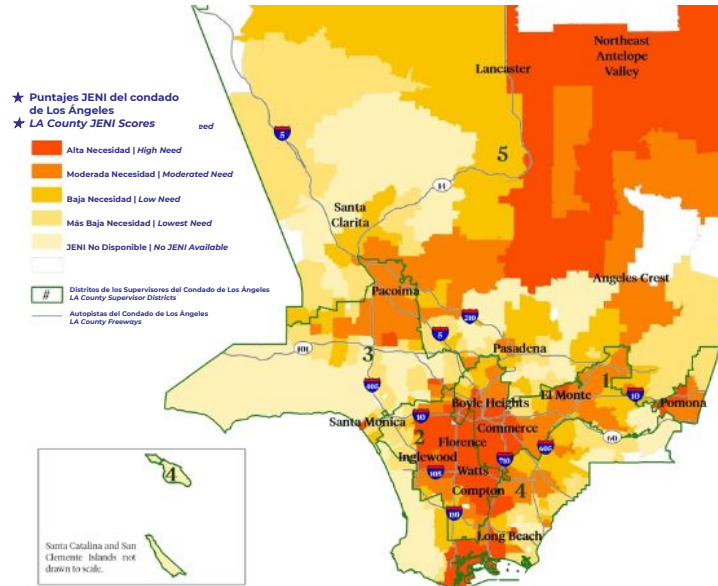 Northeast
Antelope
Valley
Lancaster
★ Puntajes JENI del condado
de Los Ángeles
★ LA County JENI Scores
eed
Alta Necesidad | High Need
Moderada Necesidad | Moderated Need
Baja Necesidad | Low Need
Más Baja Necesidad | Lowest Need
JENI No Disponible | No JENI Available
# Distritos de los Supervisores del Condado de Los Ángeles
LA County Supervisor Districts
Autopistas del Condado de Los Ángeles
LA County Freeways
5
5
14
Santa
Clarita
Angeles Crest
Pacoima
210
5
101
3
Pasadena
405
1
El Monte
10
Boyle Heights
Pomona
10
Santa Monica
2
Commerce
60
Florence
605
Inglewood
710
105
Watts
4
Compton
110
Long Beach
4
Santa Catalina and San
Clemente Islands not
drawn to scale.